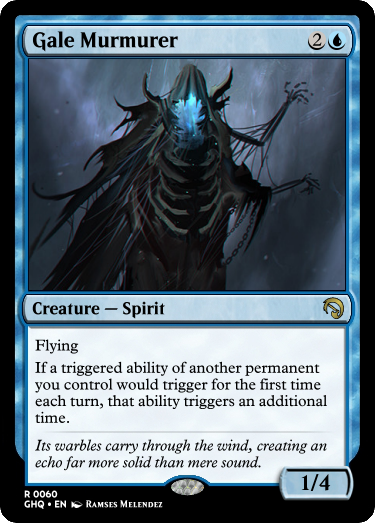 Gale Murmurer 2
Creature — Spirit
Flying
If a triggered ability of another permanent
you control would trigger for the first time
each turn, that ability triggers an additional
time.
Its warbles carry through the wind, creating an
echo far more solid than mere sound.
1/4
R 0060
GHQ • EN Ramses Melendez